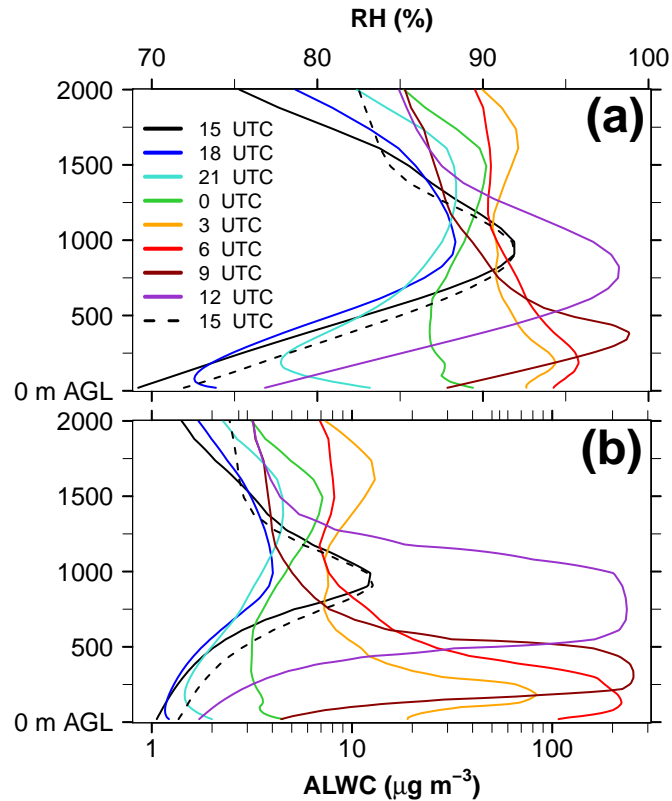 RH (%)
70 80 90 100
(a)
2000
1500
1000
500
0 m AGL
15 UTC
18 UTC
21 UTC
0 UTC
3 UTC
6 UTC
9 UTC
12 UTC
15 UTC
(b)
2000
1500
1000
500
0 m AGL
1 10 100
ALWC (μg m⁻³)